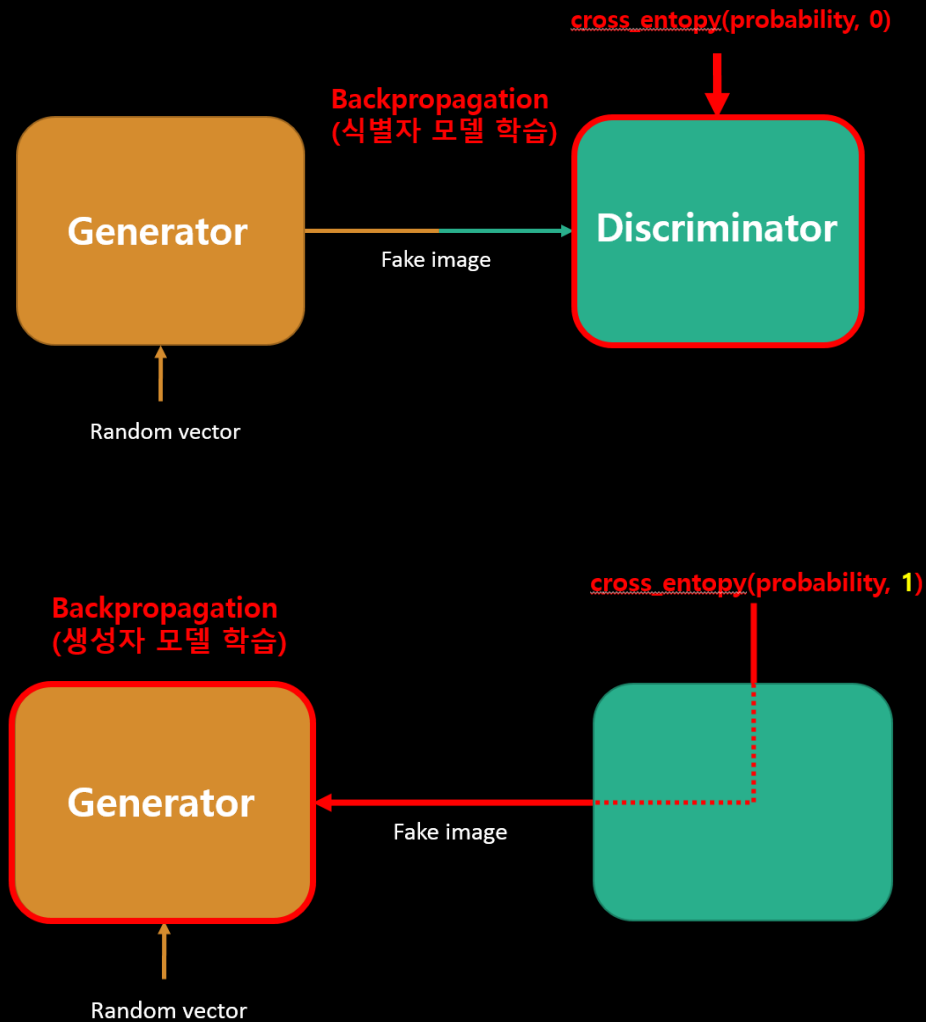 cross_entopy(probability, 0)
Backpropagation
(식별자 모델 학습)
Generator
Discriminator
Fake image
Random vector
cross_entopy(probability, 1)
Backpropagation
(생성자 모델 학습)
Generator
Fake image
Random vector